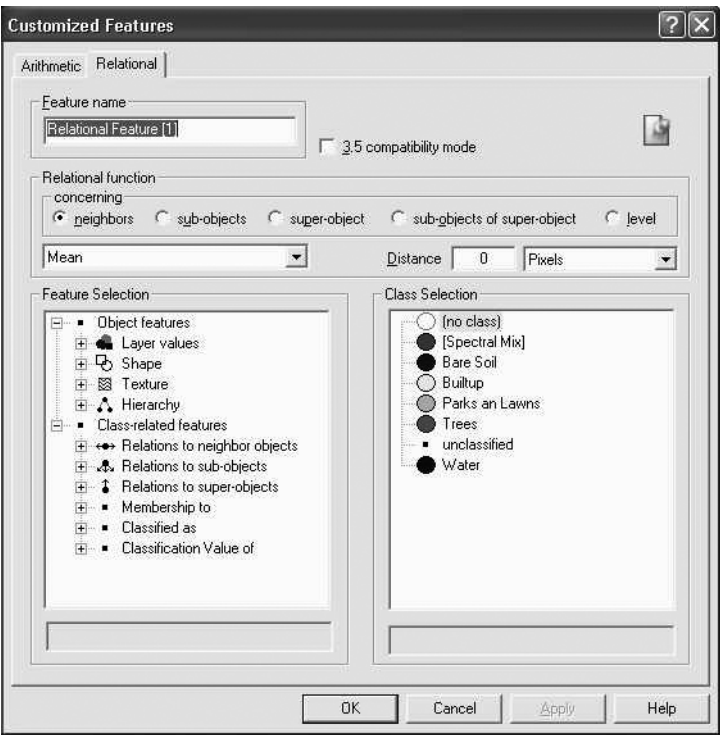 Customized Features
Arithmetic Relational
Feature name
Relational Feature [1]
3.5 compatibility mode
Relational function
concerning
neighbors sub-objects super-object sub-objects of super-object level
Mean Distance 0 Pixels
Feature Selection
Object features
Layer values
Shape
Texture
Hierarchy
Class-related features
Relations to neighbor objects
Relations to sub-objects
Relations to super-objects
Membership to
Classified as
Classification Value of
Class Selection
(no class)
[Spectral Mix]
Bare Soil
Builtup
Parks an Lawns
Trees
unclassified
Water
OK Cancel Apply Help